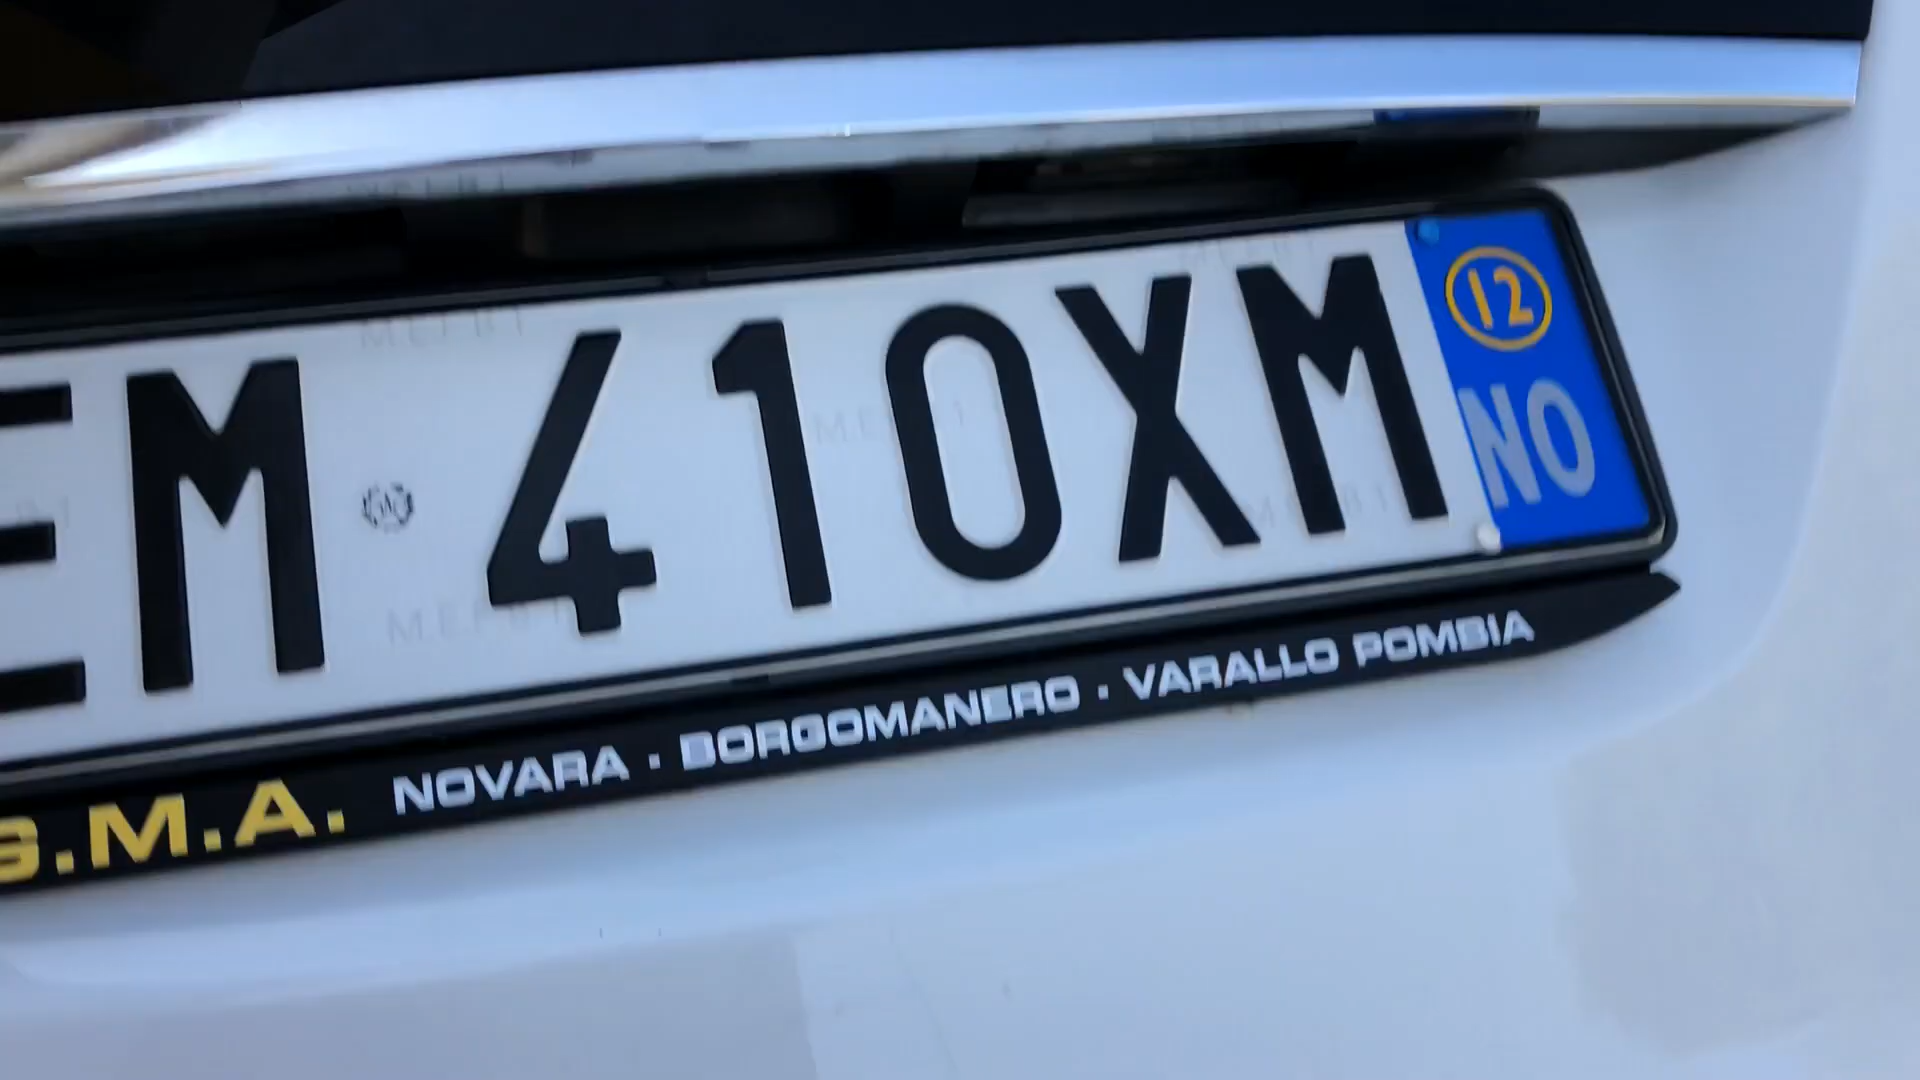 EM 410XM
12
NO
G.M.A. NOVARA · BORGOMANERO · VARALLO POMBIA